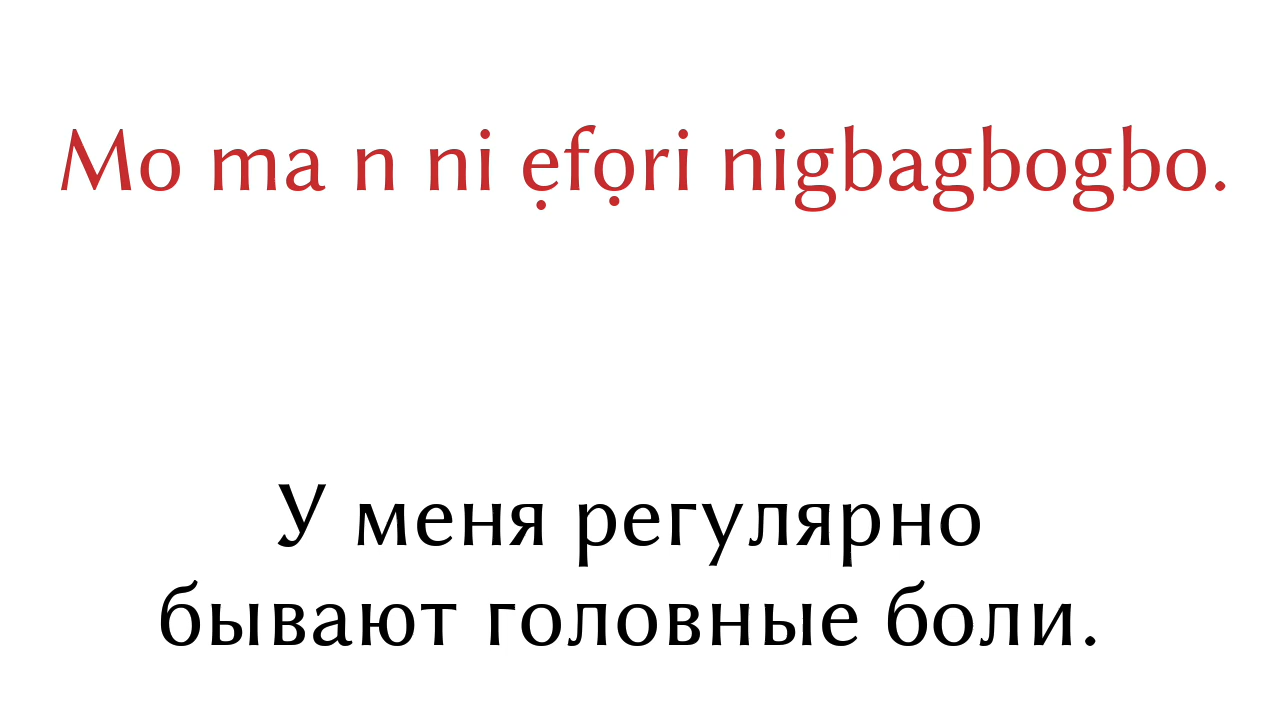 Mo ma n ni ẹfọri nigbagbogbo.
У меня регулярно
бывают головные боли.